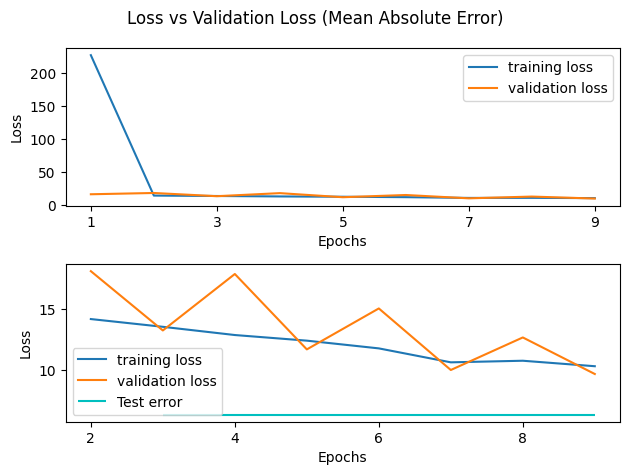 Loss vs Validation Loss (Mean Absolute Error)
200
150
100
50
0
Loss
training loss
validation loss
1 3 5 7 9
Epochs
15
10
Loss
training loss
validation loss
Test error
2 4 6 8
Epochs